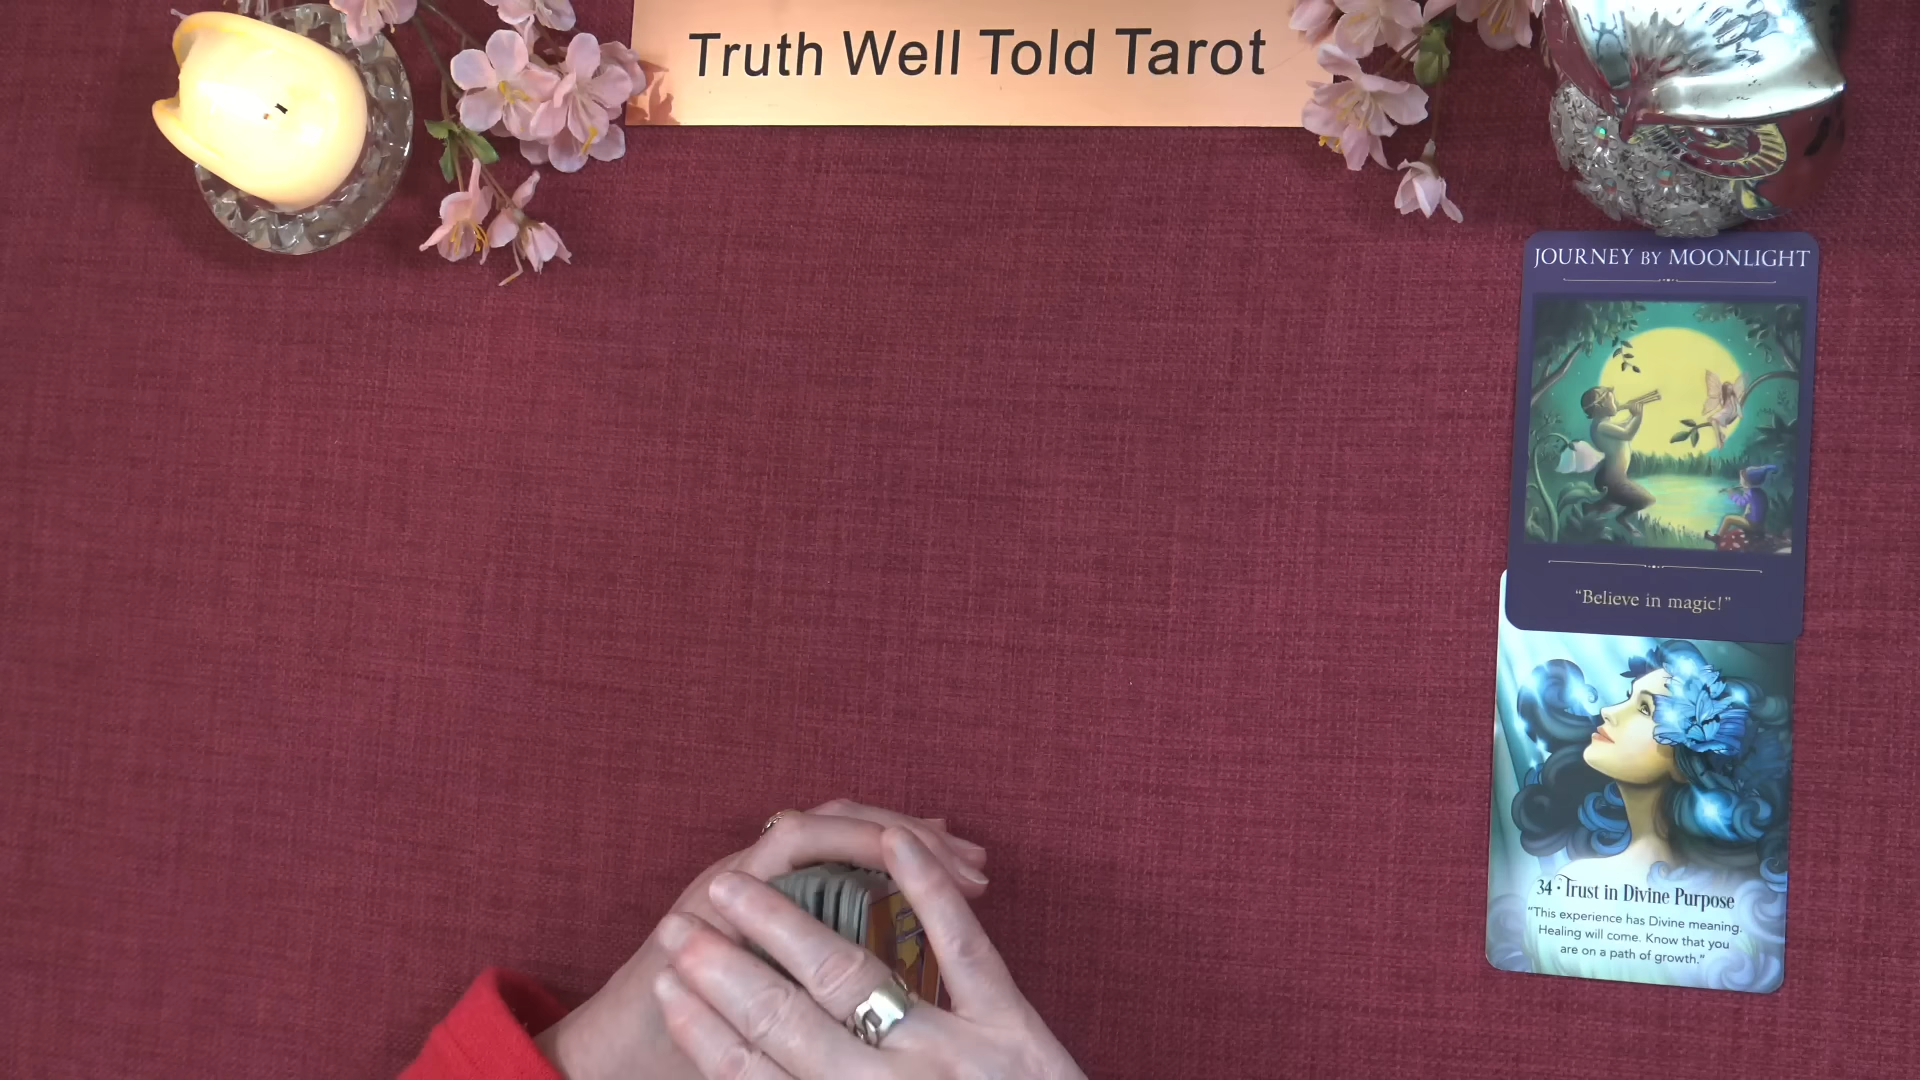 Truth Well Told Tarot
JOURNEY BY MOONLIGHT
“Believe in magic!”
34 · Trust in Divine Purpose
“This experience has Divine meaning.
Healing will come. Know that you
are on a path of growth.”